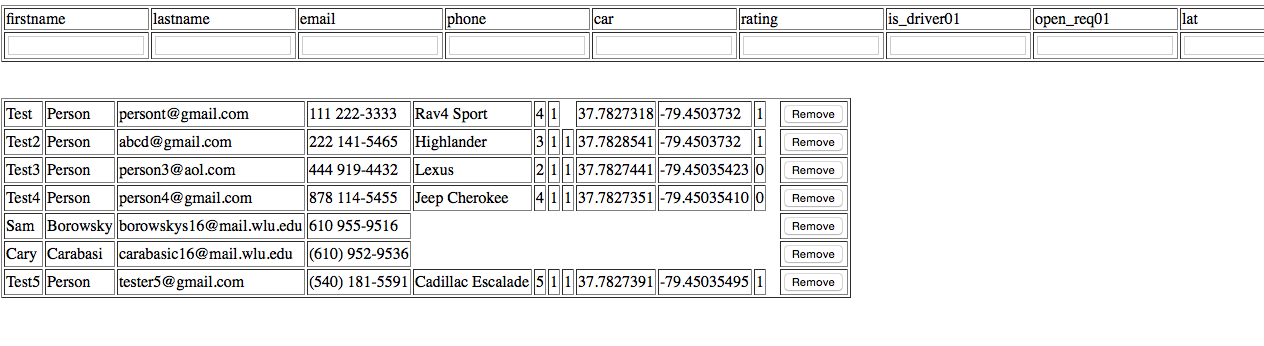 firstname lastname email phone car rating is_driver01 open_req01 lat
Test Person persont@gmail.com 111 222-3333 Rav4 Sport 4 1 37.7827318 -79.4503732 1 Remove
Test2 Person abcd@gmail.com 222 141-5465 Highlander 3 1 1 37.7828541 -79.4503732 1 Remove
Test3 Person person3@aol.com 444 919-4432 Lexus 2 1 1 37.7827441 -79.45035423 0 Remove
Test4 Person person4@gmail.com 878 114-5455 Jeep Cherokee 4 1 1 37.7827351 -79.45035410 0 Remove
Sam Borowsky borowskys16@mail.wlu.edu 610 955-9516 Remove
Cary Carabasi carabasic16@mail.wlu.edu (610) 952-9536 Remove
Test5 Person tester5@gmail.com (540) 181-5591 Cadillac Escalade 5 1 1 37.7827391 -79.45035495 1 Remove